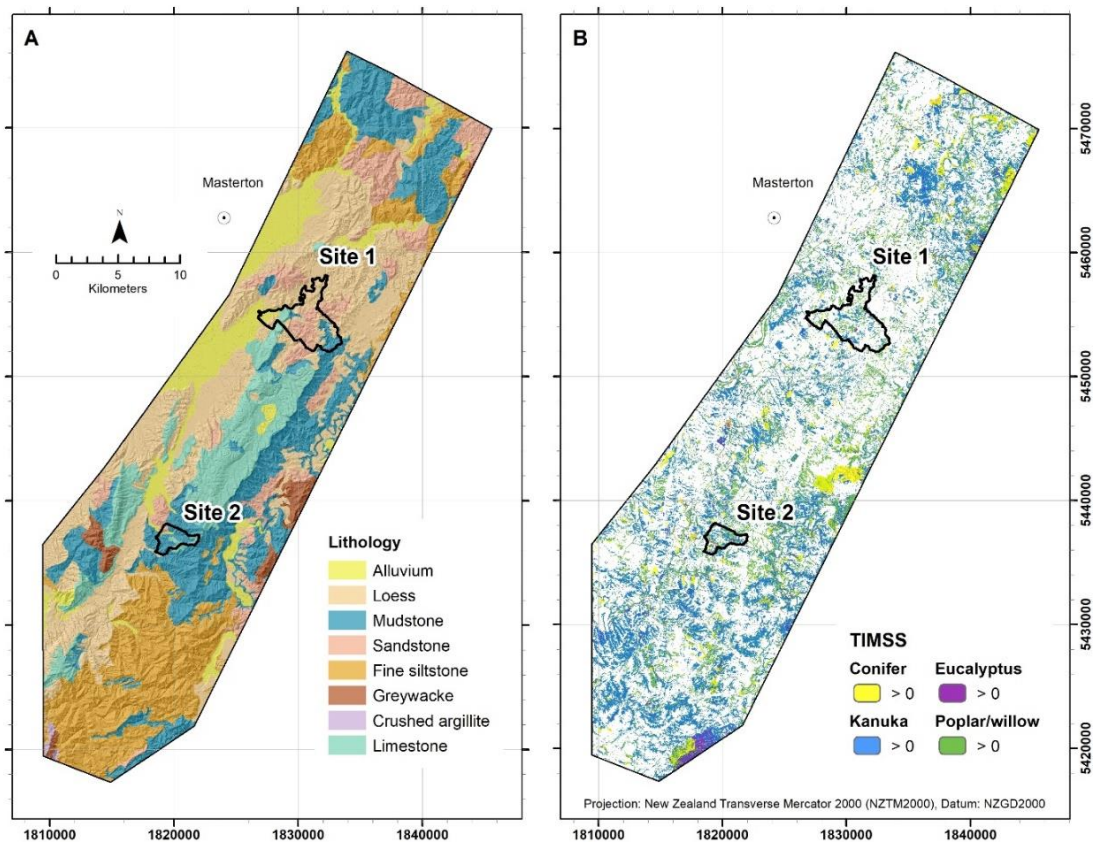 A
Masterton
N
0 5 10
Kilometers
Site 1
Site 2
Lithology
Alluvium
Loess
Mudstone
Sandstone
Fine siltstone
Greywacke
Crushed argillite
Limestone
1810000 1820000 1830000 1840000
B
Masterton
Site 1
Site 2
TIMSS
Conifer Eucalyptus
> 0 > 0
Kanuka Poplar/willow
> 0 > 0
Projection: New Zealand Transverse Mercator 2000 (NZTM2000), Datum: NZGD2000
1810000 1820000 1830000 1840000
5470000
5460000
5450000
5440000
5430000
5420000